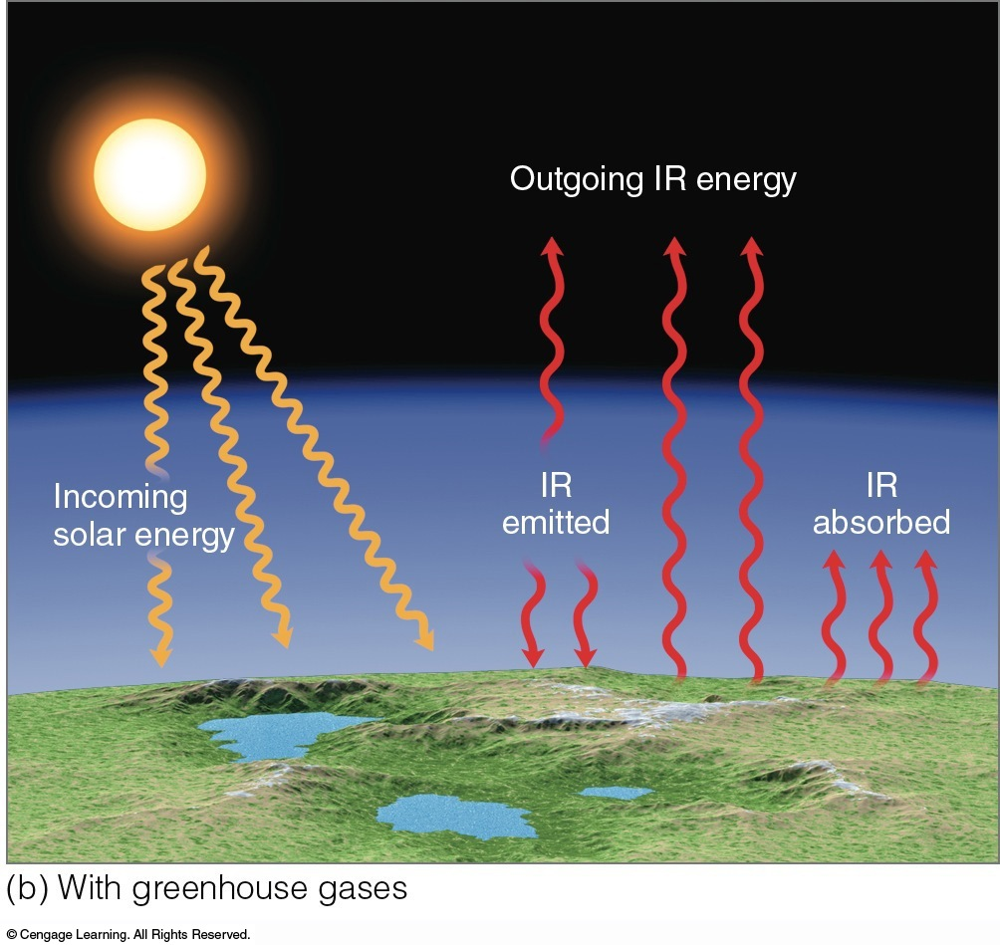 Outgoing IR energy
Incoming
solar energy
IR
emitted
IR
absorbed
(b) With greenhouse gases
© Cengage Learning. All Rights Reserved.